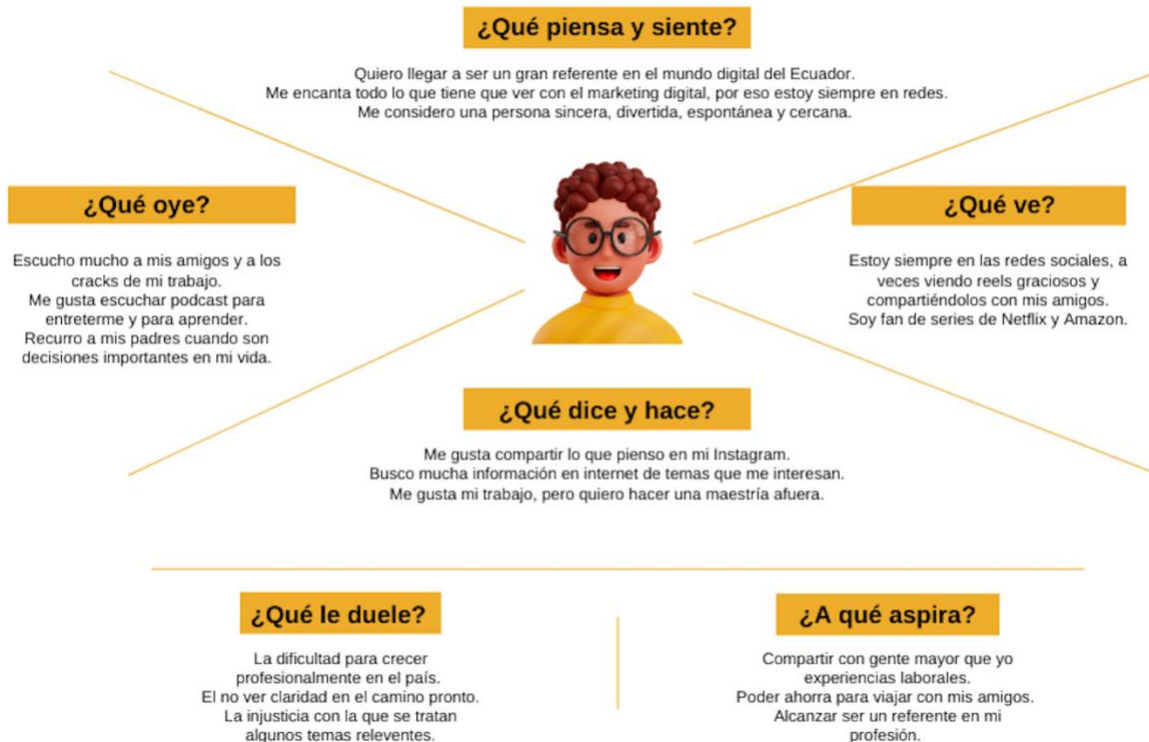 ¿Qué piensa y siente?
Quiero llegar a ser un gran referente en el mundo digital del Ecuador.
Me encanta todo lo que tiene que ver con el marketing digital, por eso estoy siempre en redes.
Me considero una persona sincera, divertida, espontánea y cercana.
¿Qué oye?
Escucho mucho a mis amigos y a los
cracks de mi trabajo.
Me gusta escuchar podcast para
entreterme y para aprender.
Recurro a mis padres cuando son
decisiones importantes en mi vida.
¿Qué ve?
Estoy siempre en las redes sociales, a
veces viendo reels graciosos y
compartiéndolos con mis amigos.
Soy fan de series de Netflix y Amazon.
¿Qué dice y hace?
Me gusta compartir lo que pienso en mi Instagram.
Busco mucha información en internet de temas que me interesan.
Me gusta mi trabajo, pero quiero hacer una maestría afuera.
¿Qué le duele?
La dificultad para crecer
profesionalmente en el país.
El no ver claridad en el camino pronto.
La injusticia con la que se tratan
algunos temas releventes.
¿A qué aspira?
Compartir con gente mayor que yo
experiencias laborales.
Poder ahorra para viajar con mis amigos.
Alcanzar ser un referente en mi
profesión.